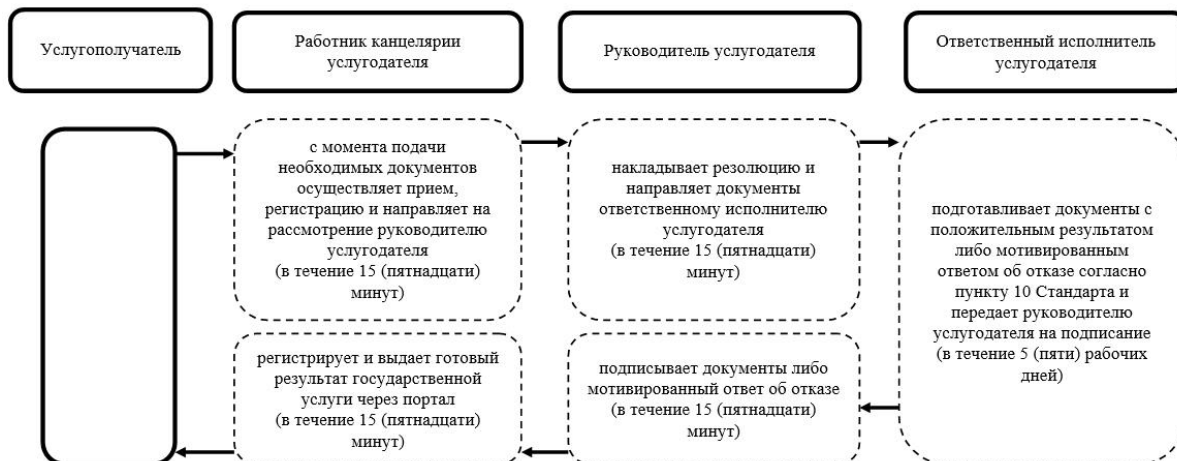 Услугополучатель
Работник канцелярии
услугодателя
Руководитель услугодателя
Ответственный исполнитель
услугодателя
с момента подачи
необходимых документов
осуществляет прием,
регистрацию и направляет на
рассмотрение руководителю
услугодателя
(в течение 15 (пятнадцати)
минут)
накладывает резолюцию и
направляет документы
ответственному исполнителю
услугодателя
(в течение 15 (пятнадцати)
минут)
подготавливает документы с
положительным результатом
либо мотивированным
ответом об отказе согласно
пункту 10 Стандарта и
передает руководителю
услугодателя на подписание
(в течение 5 (пяти) рабочих
дней)
регистрирует и выдает готовый
результат государственной
услуги через портал
(в течение 15 (пятнадцати)
минут)
подписывает документы либо
мотивированный ответ об отказе
(в течение 15 (пятнадцати)
минут)